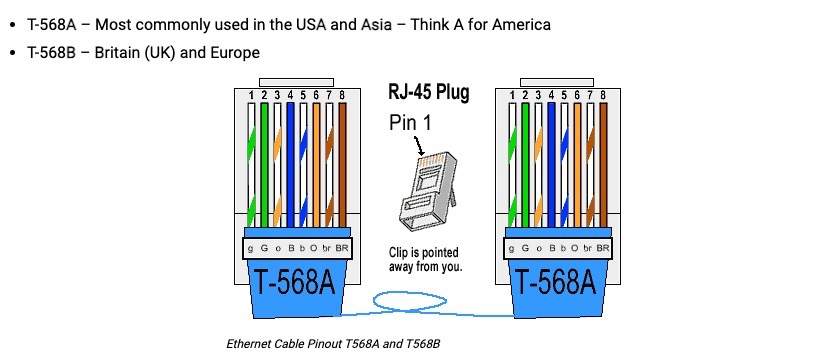 • T-568A – Most commonly used in the USA and Asia – Think A for America
• T-568B – Britain (UK) and Europe
1 2 3 4 5 6 7 8
RJ-45 Plug
Pin 1
1 2 3 4 5 6 7 8
Clip is pointed
away from you.
g G o B b O br BR
T-568A
g G o B b O br BR
T-568A
Ethernet Cable Pinout T568A and T568B